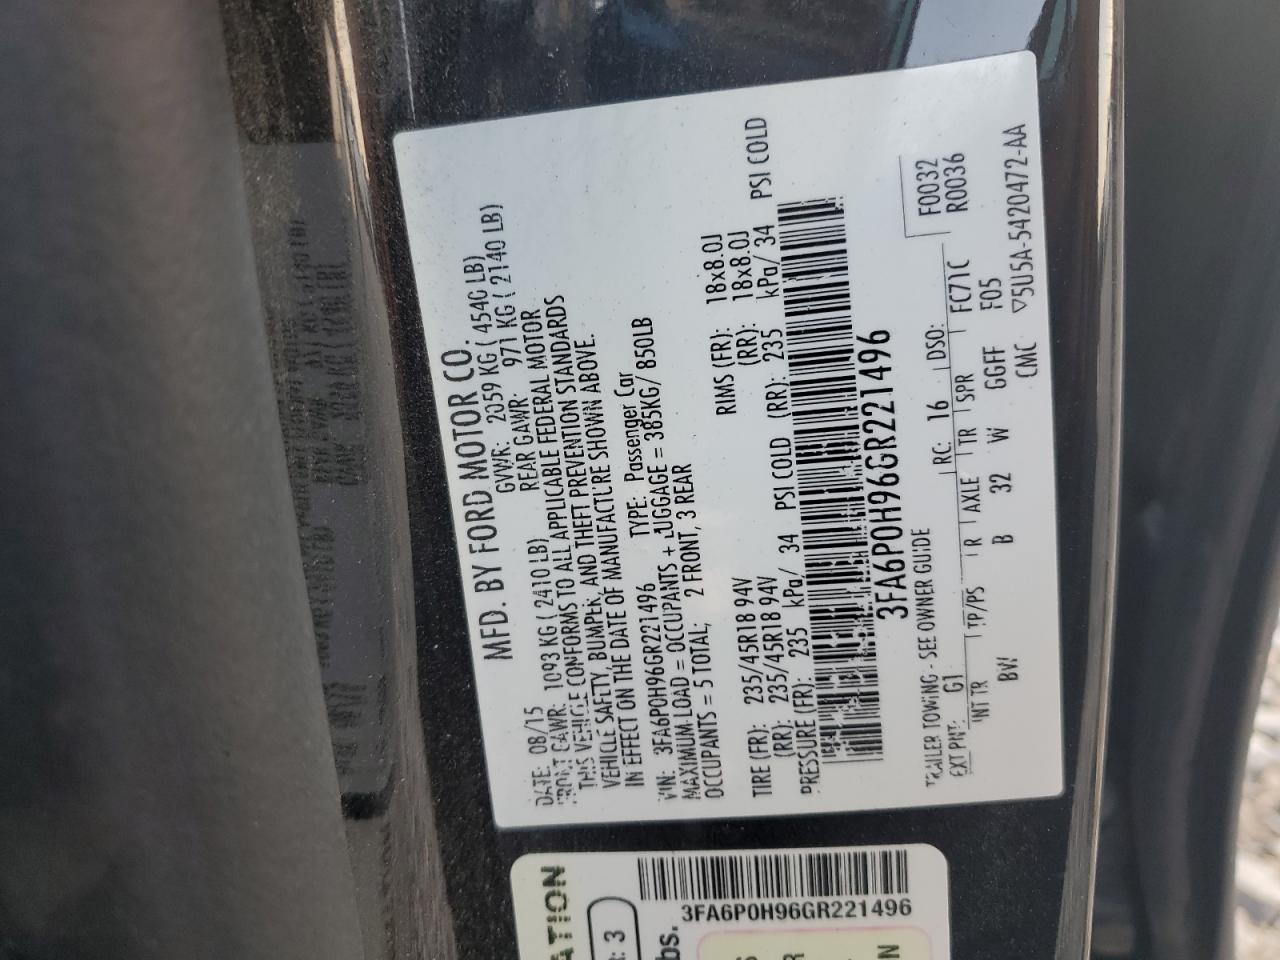 MFD. BY FORD MOTOR CO.
DATE: 08/15 GVWR: 2059 KG ( 4540 LB)
FRONT GAWR: 1093 KG ( 2410 LB) REAR GAWR: 971 KG ( 2140 LB)
THIS VEHICLE CONFORMS TO ALL APPLICABLE FEDERAL MOTOR
VEHICLE SAFETY, BUMPER, AND THEFT PREVENTION STANDARDS
IN EFFECT ON THE DATE OF MANUFACTURE SHOWN ABOVE.
VIN: 3FA6P0H96GR221496 TYPE: Passenger Car
MAXIMUM LOAD = OCCUPANTS + LUGGAGE = 385KG/ 850LB
OCCUPANTS = 5 TOTAL, 2 FRONT, 3 REAR
TIRE (FR): 235/45R18 94V RIMS (FR): 18x8.0J
(RR): 235/45R18 94V (RR): 18x8.0J
PRESSURE (FR): 235 kPa/ 34 PSI COLD (RR): 235 kPa/ 34 PSI COLD
3FA6P0H96GR221496
F0032
R0036
TRAILER TOWING - SEE OWNER GUIDE
EXT PNT: G1 RC: 16 DSO: FC71C
INT TR TP/PS R AXLE TR SPR F05
BW B 32 W GGFF
CMC ▽5U5A-5420472-AA
ATION
R: 3
bs.
3FA6P0H96GR221496